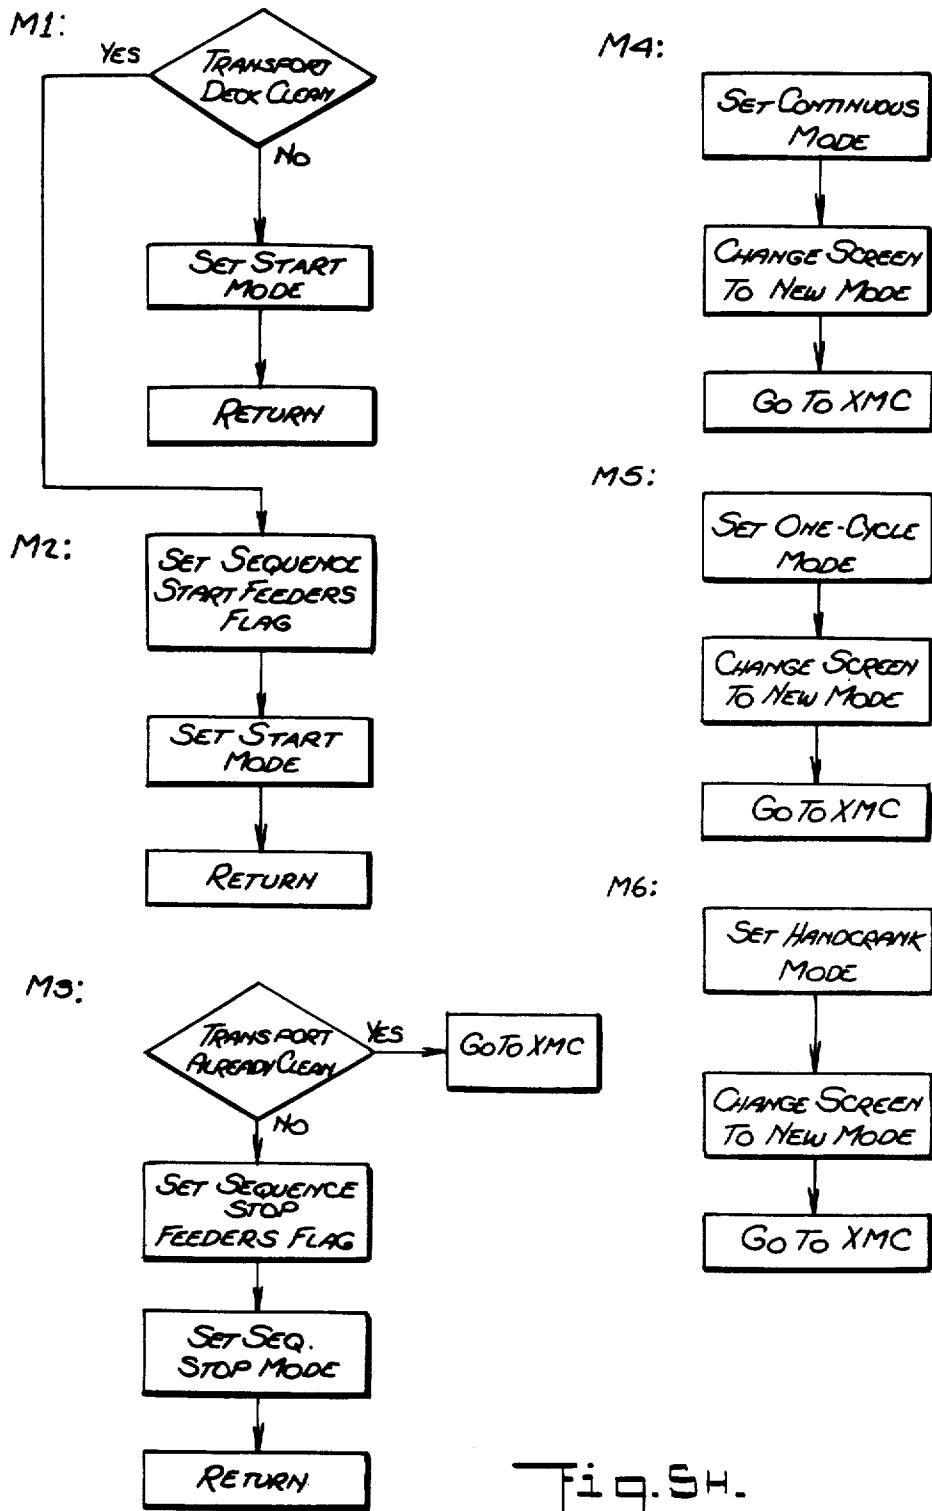 M1:
YES
TRANSPORT
DECK CLEAN
NO
SET START
MODE
RETURN
M2:
SET SEQUENCE
START FEEDERS
FLAG
SET START
MODE
RETURN
M3:
TRANSPORT
ALREADY CLEAN
YES
GO TO XMC
NO
SET SEQUENCE
STOP
FEEDERS FLAG
SET SEQ.
STOP MODE
RETURN
M4:
SET CONTINUOUS
MODE
CHANGE SCREEN
TO NEW MODE
GO TO XMC
M5:
SET ONE-CYCLE
MODE
CHANGE SCREEN
TO NEW MODE
GO TO XMC
M6:
SET HANDCRANK
MODE
CHANGE SCREEN
TO NEW MODE
GO TO XMC
Fig.5H.